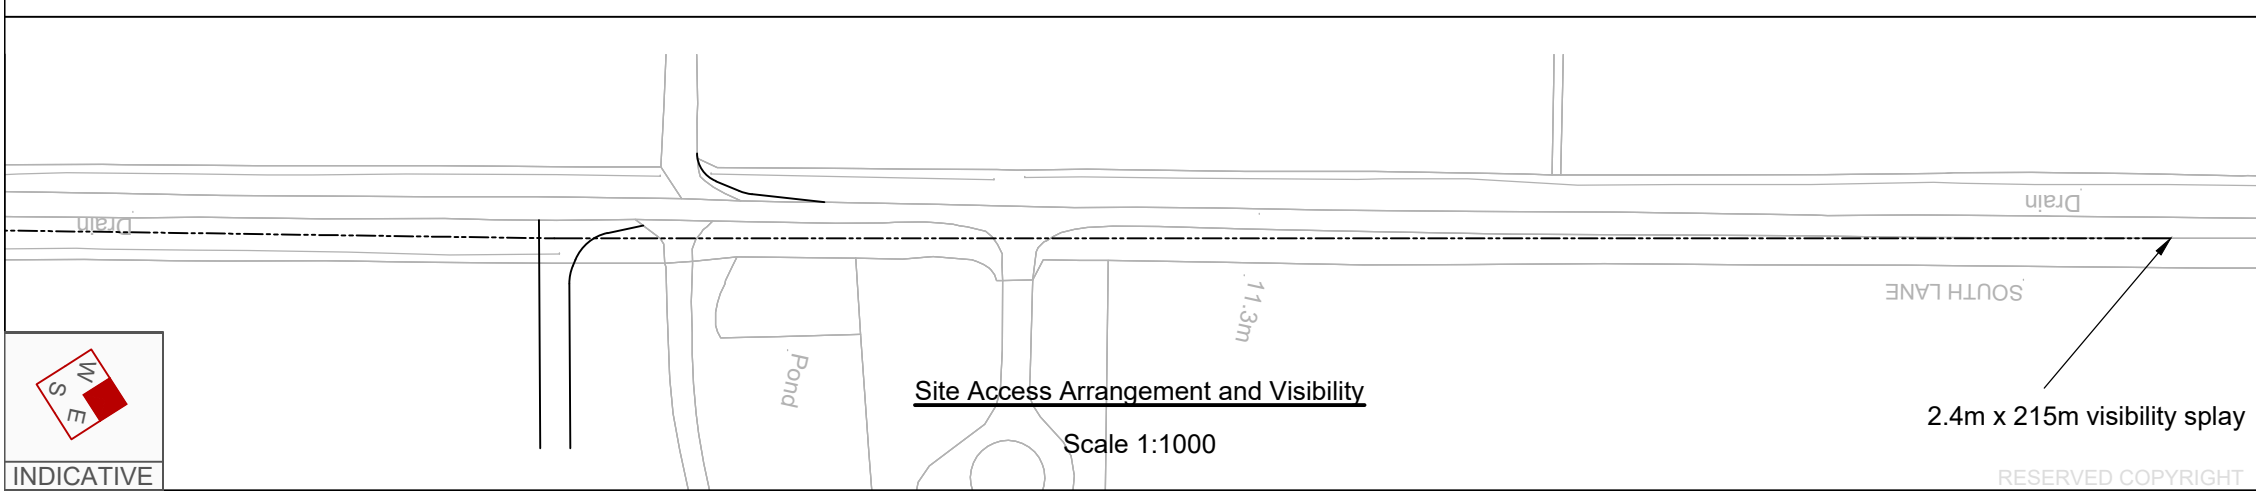 Drain
Drain
SOUTH LANE
11.3m
Pond
Site Access Arrangement and Visibility
Scale 1:1000
2.4m x 215m visibility splay
W
S
E
INDICATIVE
RESERVED COPYRIGHT